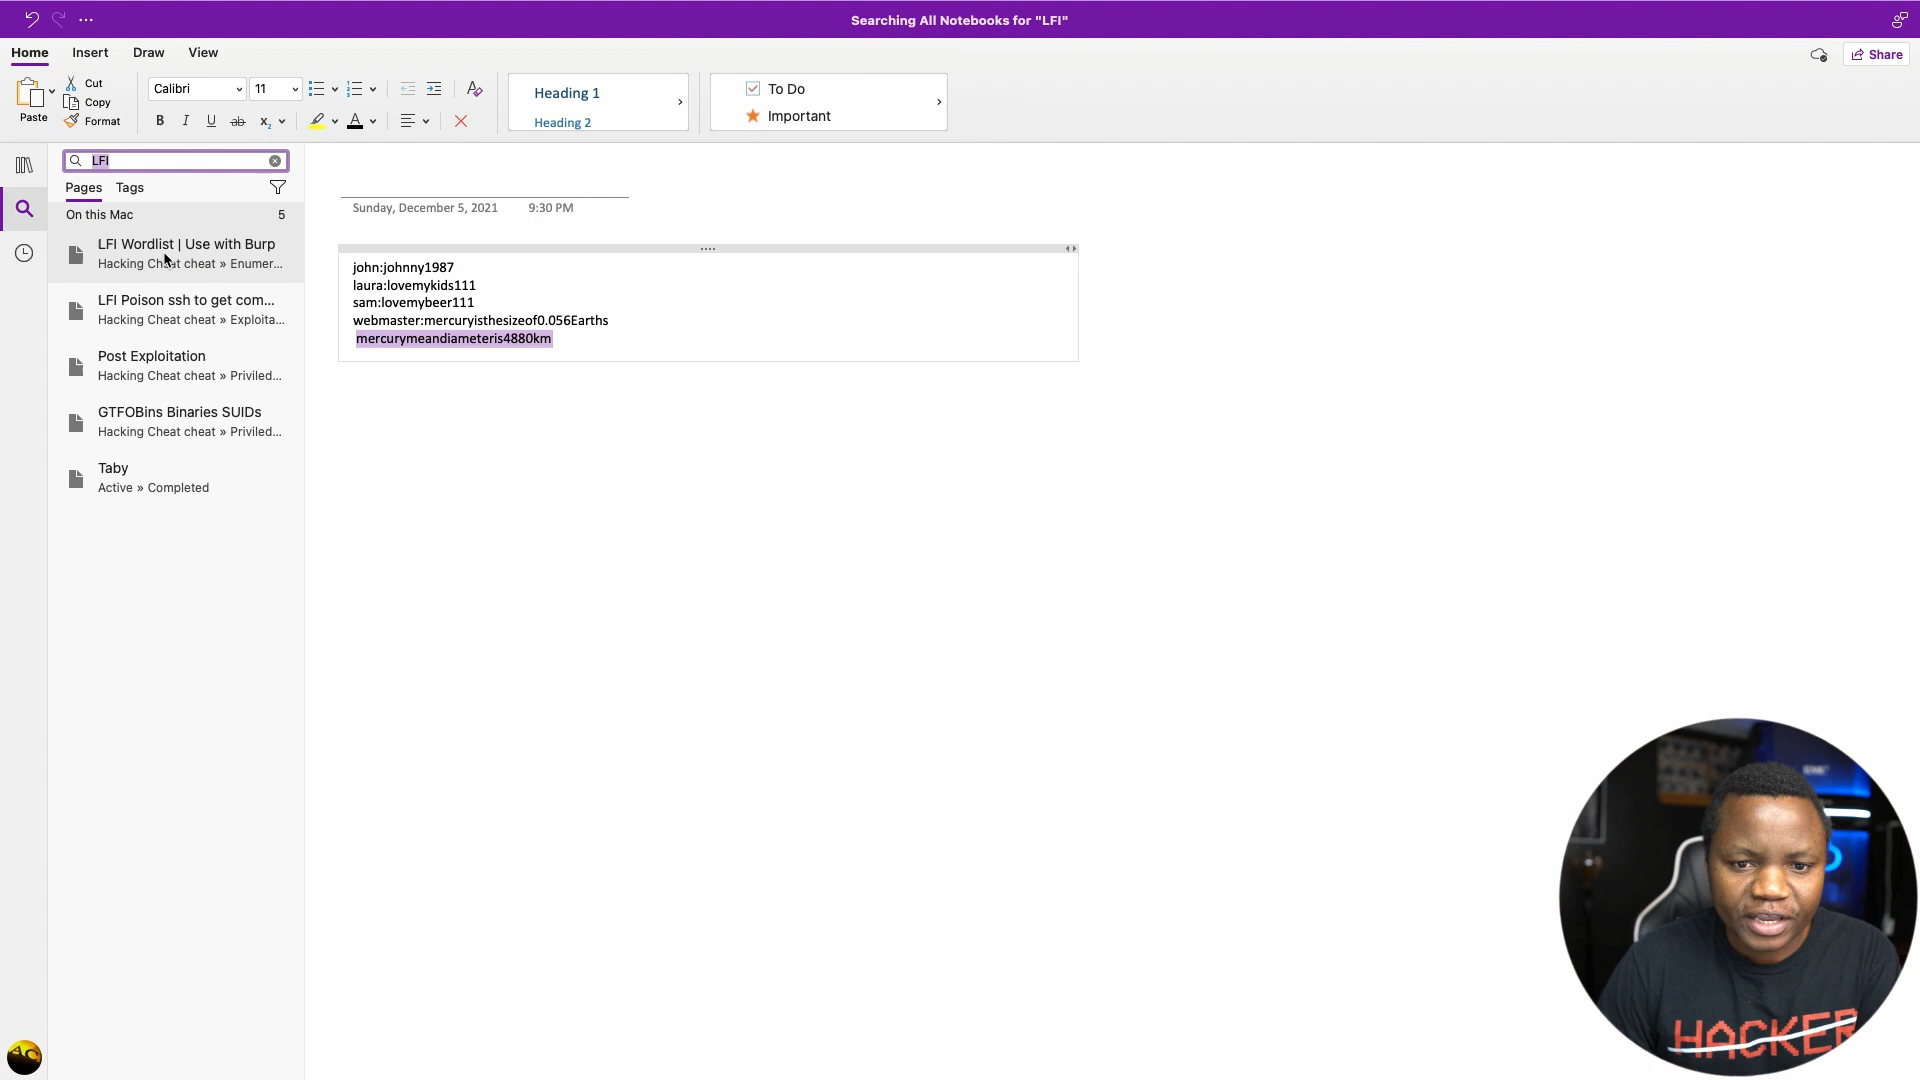 Searching All Notebooks for "LFI"
Home Insert Draw View
Share
Paste
Cut
Copy
Format
Calibri 11
Heading 1
Heading 2
To Do
Important
LFI
Pages Tags
On this Mac 5
LFI Wordlist | Use with Burp
Hacking Cheat cheat » Enumer...
LFI Poison ssh to get com...
Hacking Cheat cheat » Exploita...
Post Exploitation
Hacking Cheat cheat » Priviled...
GTFOBins Binaries SUIDs
Hacking Cheat cheat » Priviled...
Taby
Active » Completed
Sunday, December 5, 2021 9:30 PM
john:johnny1987
laura:lovemykids111
sam:lovemybeer111
webmaster:mercuryisthesizeof0.056Earths
mercurymeandiameteris4880km
AC
HACKER